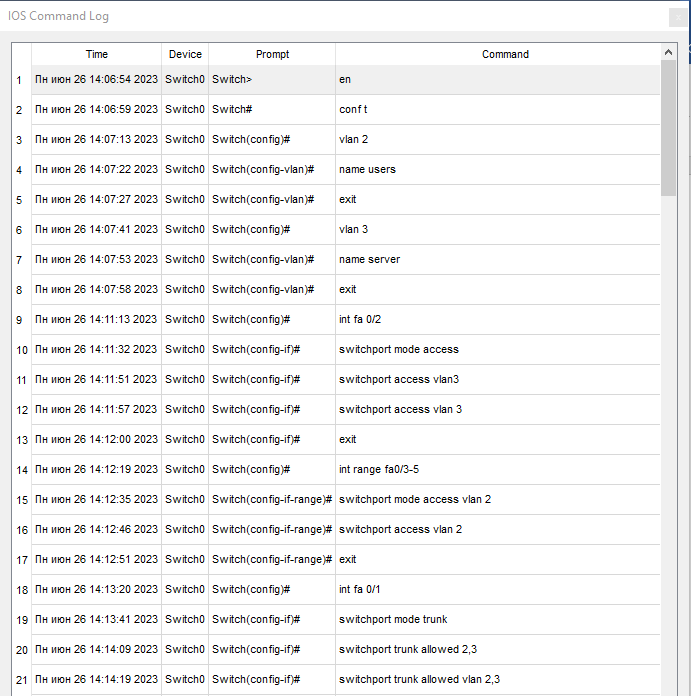 IOS Command Log
Time Device Prompt Command
1 Пн июн 26 14:06:54 2023 Switch0 Switch> en
2 Пн июн 26 14:06:59 2023 Switch0 Switch# conf t
3 Пн июн 26 14:07:13 2023 Switch0 Switch(config)# vlan 2
4 Пн июн 26 14:07:22 2023 Switch0 Switch(config-vlan)# name users
5 Пн июн 26 14:07:27 2023 Switch0 Switch(config-vlan)# exit
6 Пн июн 26 14:07:41 2023 Switch0 Switch(config)# vlan 3
7 Пн июн 26 14:07:53 2023 Switch0 Switch(config-vlan)# name server
8 Пн июн 26 14:07:58 2023 Switch0 Switch(config-vlan)# exit
9 Пн июн 26 14:11:13 2023 Switch0 Switch(config)# int fa 0/2
10 Пн июн 26 14:11:32 2023 Switch0 Switch(config-if)# switchport mode access
11 Пн июн 26 14:11:51 2023 Switch0 Switch(config-if)# switchport access vlan3
12 Пн июн 26 14:11:57 2023 Switch0 Switch(config-if)# switchport access vlan 3
13 Пн июн 26 14:12:00 2023 Switch0 Switch(config-if)# exit
14 Пн июн 26 14:12:19 2023 Switch0 Switch(config)# int range fa0/3-5
15 Пн июн 26 14:12:35 2023 Switch0 Switch(config-if-range)# switchport mode access vlan 2
16 Пн июн 26 14:12:46 2023 Switch0 Switch(config-if-range)# switchport access vlan 2
17 Пн июн 26 14:12:51 2023 Switch0 Switch(config-if-range)# exit
18 Пн июн 26 14:13:20 2023 Switch0 Switch(config)# int fa 0/1
19 Пн июн 26 14:13:41 2023 Switch0 Switch(config-if)# switchport mode trunk
20 Пн июн 26 14:14:09 2023 Switch0 Switch(config-if)# switchport trunk allowed 2,3
21 Пн июн 26 14:14:19 2023 Switch0 Switch(config-if)# switchport trunk allowed vlan 2,3